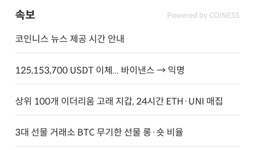 속보
Powered by COINESS
코인니스 뉴스 제공 시간 안내
125,153,700 USDT 이체... 바이낸스 → 익명
상위 100개 이더리움 고래 지갑, 24시간 ETH·UNI 매집
3대 선물 거래소 BTC 무기한 선물 롱·숏 비율